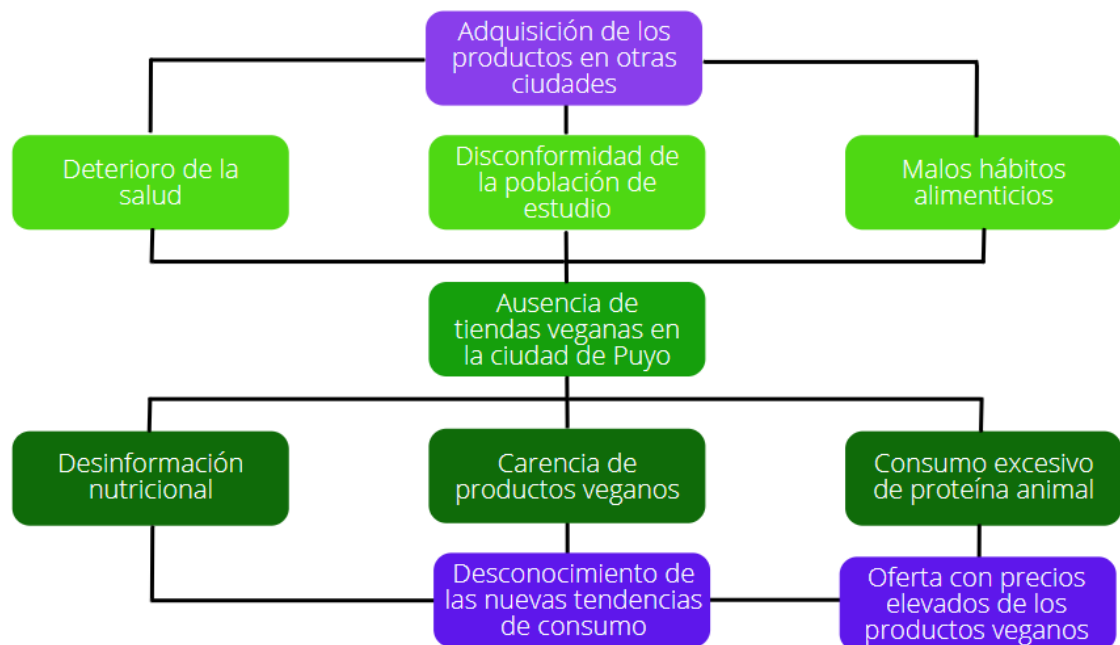 Adquisición de los
productos en otras
ciudades
Deterioro de la
salud
Disconformidad de
la población de
estudio
Malos hábitos
alimenticios
Ausencia de
tiendas veganas en
la ciudad de Puyo
Desinformación
nutricional
Carencia de
productos veganos
Consumo excesivo
de proteína animal
Desconocimiento de
las nuevas tendencias
de consumo
Oferta con precios
elevados de los
productos veganos